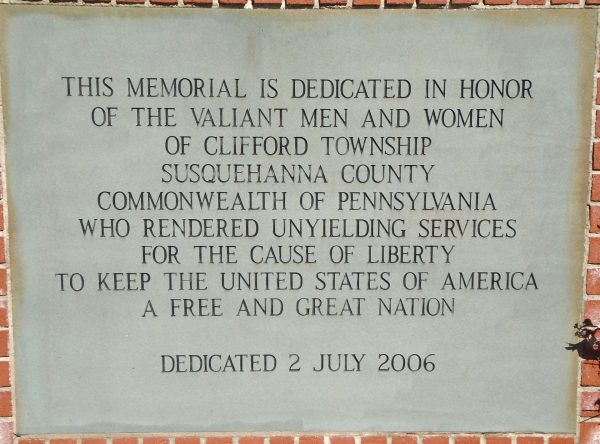 THIS MEMORIAL IS DEDICATED IN HONOR
OF THE VALIANT MEN AND WOMEN
OF CLIFFORD TOWNSHIP
SUSQUEHANNA COUNTY
COMMONWEALTH OF PENNSYLVANIA
WHO RENDERED UNYIELDING SERVICES
FOR THE CAUSE OF LIBERTY
TO KEEP THE UNITED STATES OF AMERICA
A FREE AND GREAT NATION
DEDICATED 2 JULY 2006